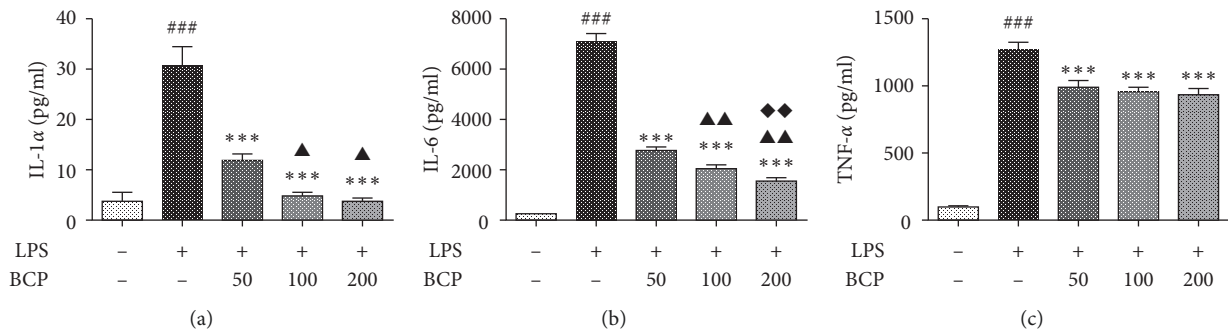 IL-1α (pg/ml)
40
30
20
10
0
###
***
***
***
LPS – + + + +
BCP – – 50 100 200
(a)
IL-6 (pg/ml)
8000
6000
4000
2000
0
###
***
***
***
– + + + +
– – 50 100 200
(b)
TNF-α (pg/ml)
1500
1000
500
0
###
***
***
***
LPS – + + + +
BCP – – 50 100 200
(c)